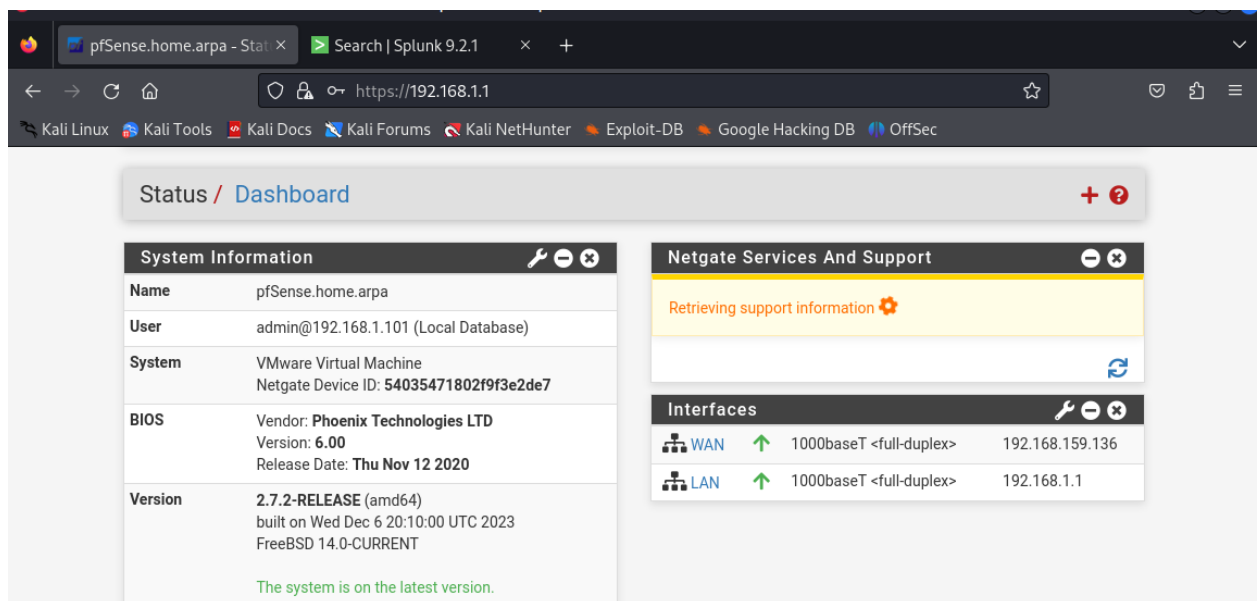 pfSense.home.arpa - Stat
Search | Splunk 9.2.1
https://192.168.1.1
Kali Linux Kali Tools Kali Docs Kali Forums Kali NetHunter Exploit-DB Google Hacking DB OffSec
Status / Dashboard
System Information
Name pfSense.home.arpa
User admin@192.168.1.101 (Local Database)
System VMware Virtual Machine
Netgate Device ID: 54035471802f9f3e2de7
BIOS Vendor: Phoenix Technologies LTD
Version: 6.00
Release Date: Thu Nov 12 2020
Version 2.7.2-RELEASE (amd64)
built on Wed Dec 6 20:10:00 UTC 2023
FreeBSD 14.0-CURRENT
The system is on the latest version.
Netgate Services And Support
Retrieving support information
Interfaces
WAN 1000baseT <full-duplex> 192.168.159.136
LAN 1000baseT <full-duplex> 192.168.1.1